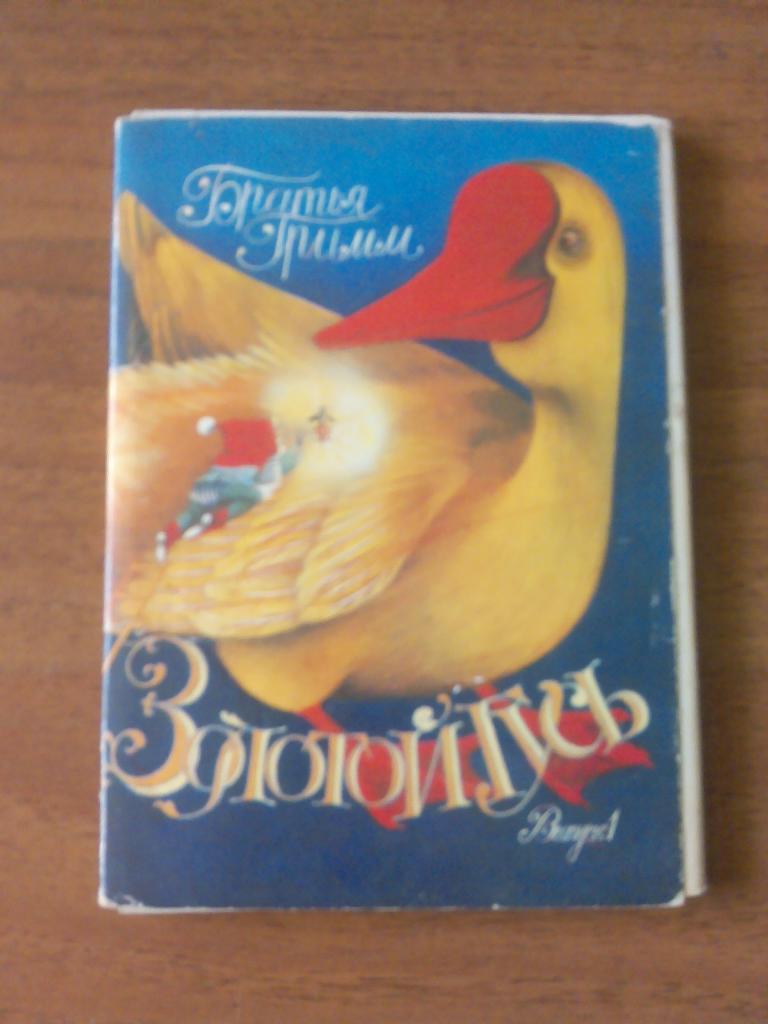 Братья
Гримм
Золотой Гусь
Выпуск 1